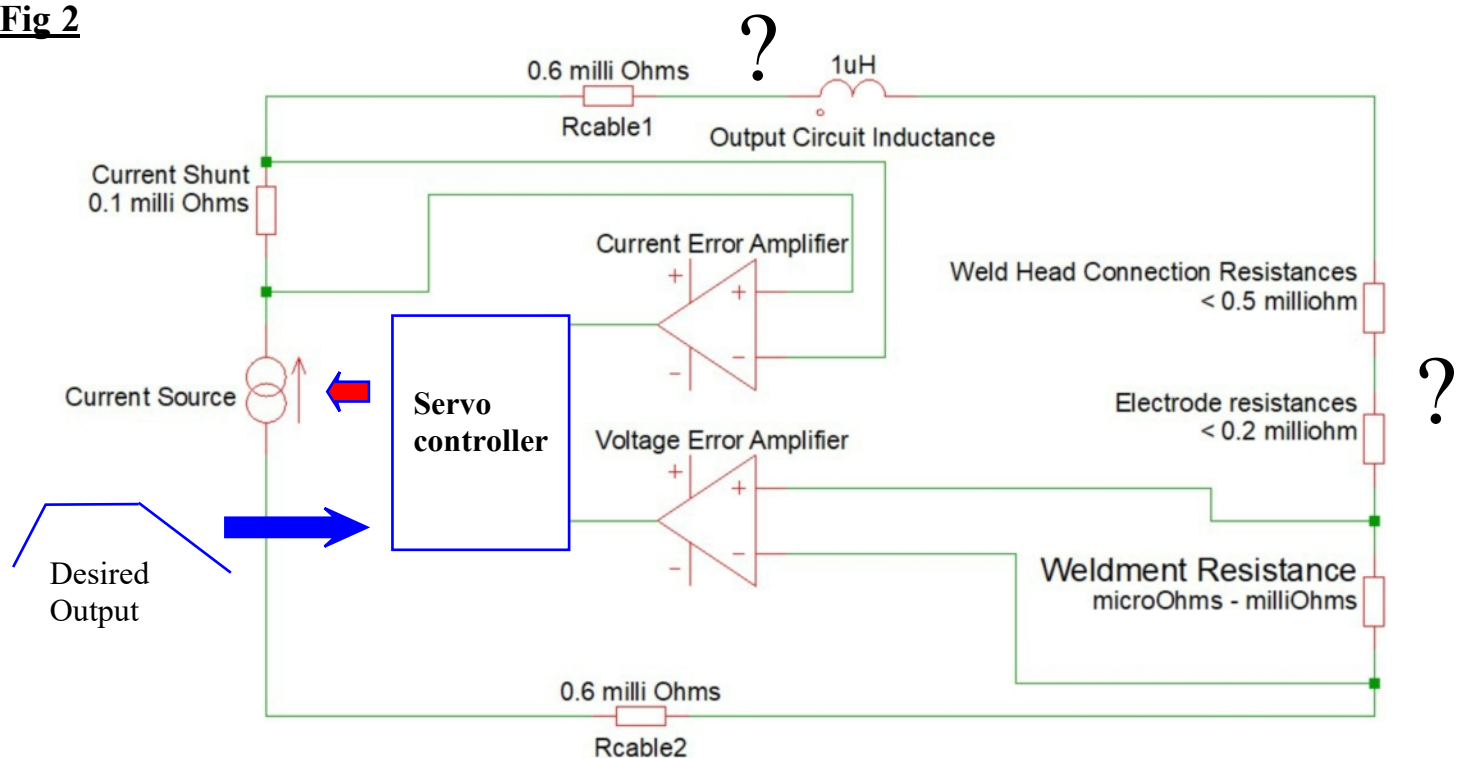 Fig 2
?
0.6 milli Ohms
1uH
Rcable1
Output Circuit Inductance
Current Shunt
0.1 milli Ohms
Current Error Amplifier
+
+
−
−
Weld Head Connection Resistances
< 0.5 milliohm
Current Source
Servo
controller
?
Electrode resistances
< 0.2 milliohm
Voltage Error Amplifier
+
+
−
−
Desired
Output
Weldment Resistance
microOhms - milliOhms
0.6 milli Ohms
Rcable2